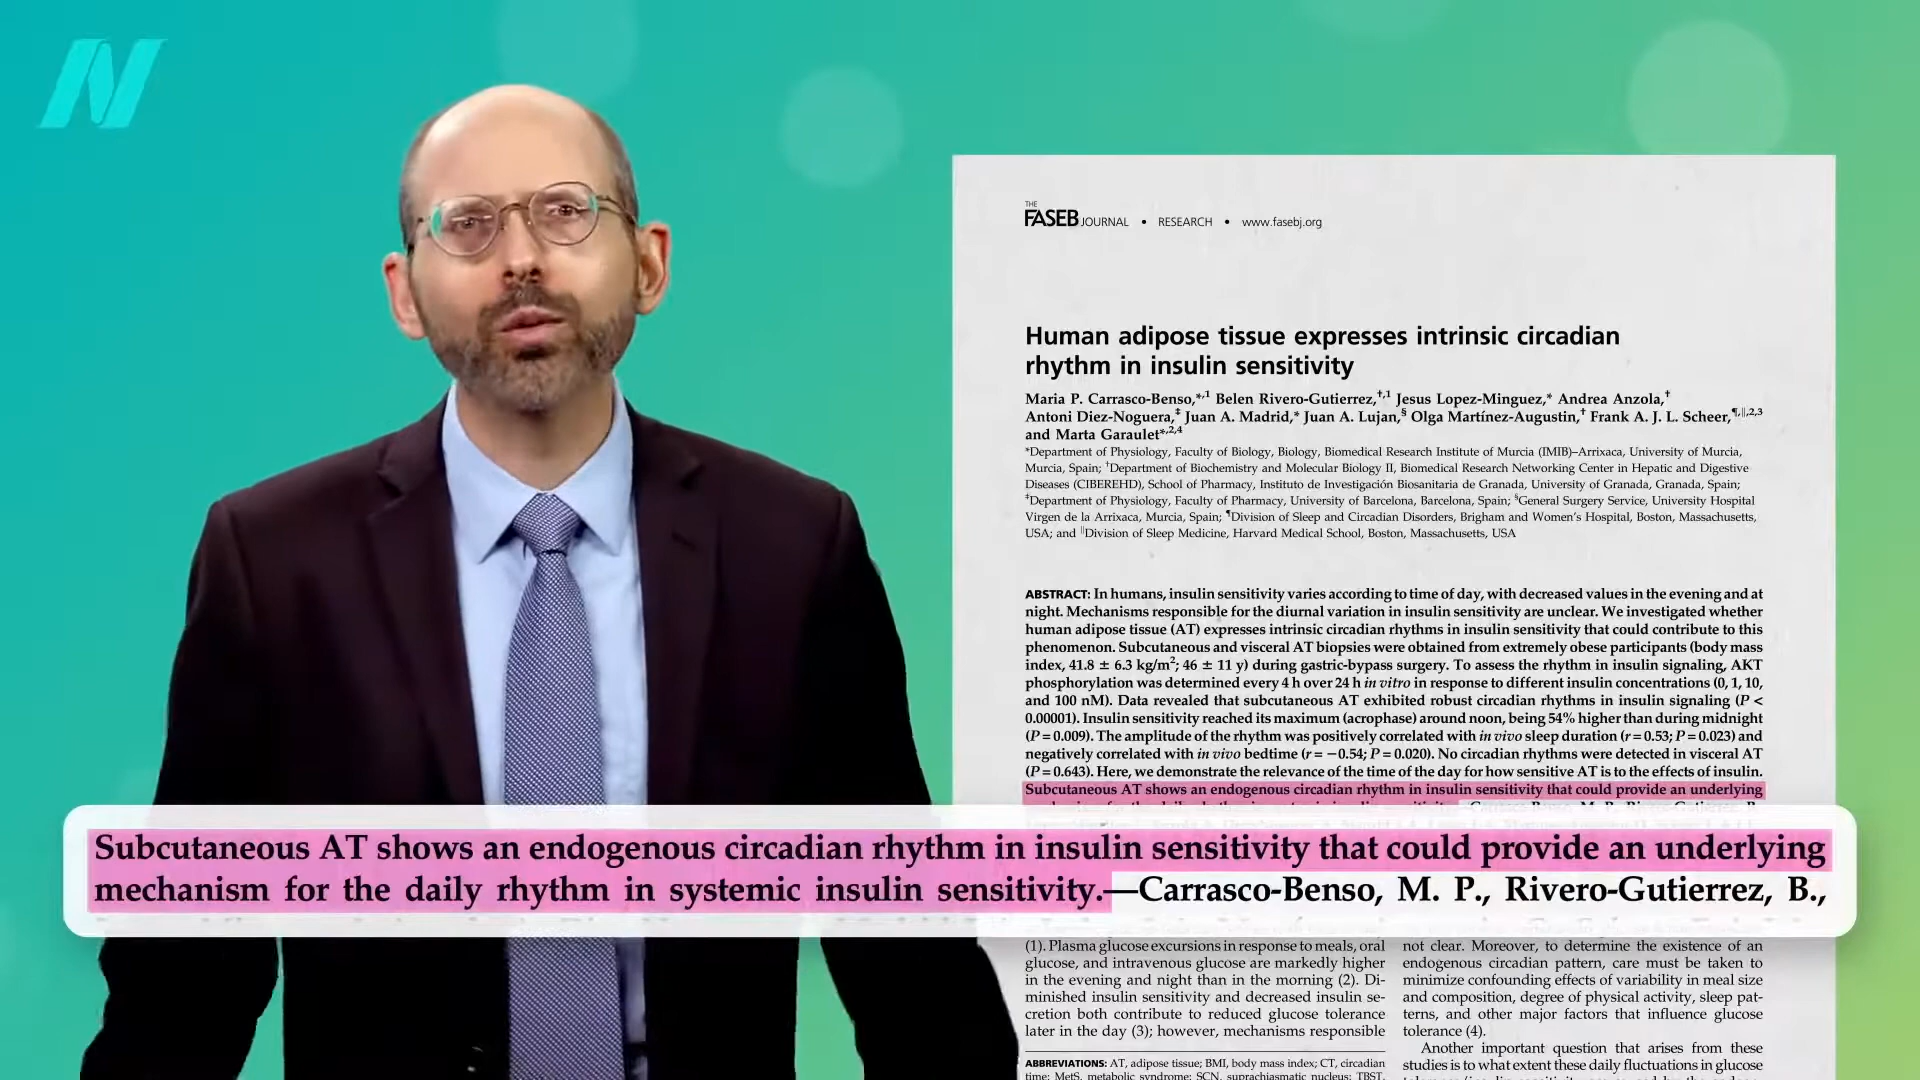 N
THE
FASEB JOURNAL • RESEARCH • www.fasebj.org
Human adipose tissue expresses intrinsic circadian
rhythm in insulin sensitivity
Maria P. Carrasco-Benso,*,1 Belen Rivero-Gutierrez,†,1 Jesus Lopez-Minguez,* Andrea Anzola,†
Antoni Diez-Noguera,‡ Juan A. Madrid,* Juan A. Lujan,§ Olga Martínez-Augustin,† Frank A. J. L. Scheer,¶,||,2,3
and Marta Garaulet*,2,4
*Department of Physiology, Faculty of Biology, Biology, Biomedical Research Institute of Murcia (IMIB)–Arrixaca, University of Murcia,
Murcia, Spain; †Department of Biochemistry and Molecular Biology II, Biomedical Research Networking Center in Hepatic and Digestive
Diseases (CIBEREHD), School of Pharmacy, Instituto de Investigación Biosanitaria de Granada, University of Granada, Granada, Spain;
‡Department of Physiology, Faculty of Pharmacy, University of Barcelona, Barcelona, Spain; §General Surgery Service, University Hospital
Virgen de la Arrixaca, Murcia, Spain; ¶Division of Sleep and Circadian Disorders, Brigham and Women's Hospital, Boston, Massachusetts,
USA; and ||Division of Sleep Medicine, Harvard Medical School, Boston, Massachusetts, USA
ABSTRACT: In humans, insulin sensitivity varies according to time of day, with decreased values in the evening and at
night. Mechanisms responsible for the diurnal variation in insulin sensitivity are unclear. We investigated whether
human adipose tissue (AT) expresses intrinsic circadian rhythms in insulin sensitivity that could contribute to this
phenomenon. Subcutaneous and visceral AT biopsies were obtained from extremely obese participants (body mass
index, 41.8 ± 6.3 kg/m²; 46 ± 11 y) during gastric-bypass surgery. To assess the rhythm in insulin signaling, AKT
phosphorylation was determined every 4 h over 24 h in vitro in response to different insulin concentrations (0, 1, 10,
and 100 nM). Data revealed that subcutaneous AT exhibited robust circadian rhythms in insulin signaling (P <
0.00001). Insulin sensitivity reached its maximum (acrophase) around noon, being 54% higher than during midnight
(P = 0.009). The amplitude of the rhythm was positively correlated with in vivo sleep duration (r = 0.53; P = 0.023) and
negatively correlated with in vivo bedtime (r = −0.54; P = 0.020). No circadian rhythms were detected in visceral AT
(P = 0.643). Here, we demonstrate the relevance of the time of the day for how sensitive AT is to the effects of insulin.
Subcutaneous AT shows an endogenous circadian rhythm in insulin sensitivity that could provide an underlying
Subcutaneous AT shows an endogenous circadian rhythm in insulin sensitivity that could provide an underlying
mechanism for the daily rhythm in systemic insulin sensitivity.—Carrasco-Benso, M. P., Rivero-Gutierrez, B.,
(1). Plasma glucose excursions in response to meals, oral
glucose, and intravenous glucose are markedly higher
in the evening and night than in the morning (2). Di-
minished insulin sensitivity and decreased insulin se-
cretion both contribute to reduced glucose tolerance
later in the day (3); however, mechanisms responsible
ABBREVIATIONS: AT, adipose tissue; BMI, body mass index; CT, circadian
time; MetS, metabolic syndrome; SCN, suprachiasmatic nucleus; TBST,
not clear. Moreover, to determine the existence of an
endogenous circadian pattern, care must be taken to
minimize confounding effects of variability in meal size
and composition, degree of physical activity, sleep pat-
terns, and other major factors that influence glucose
tolerance (4).
Another important question that arises from these
studies is to what extent these daily fluctuations in glucose